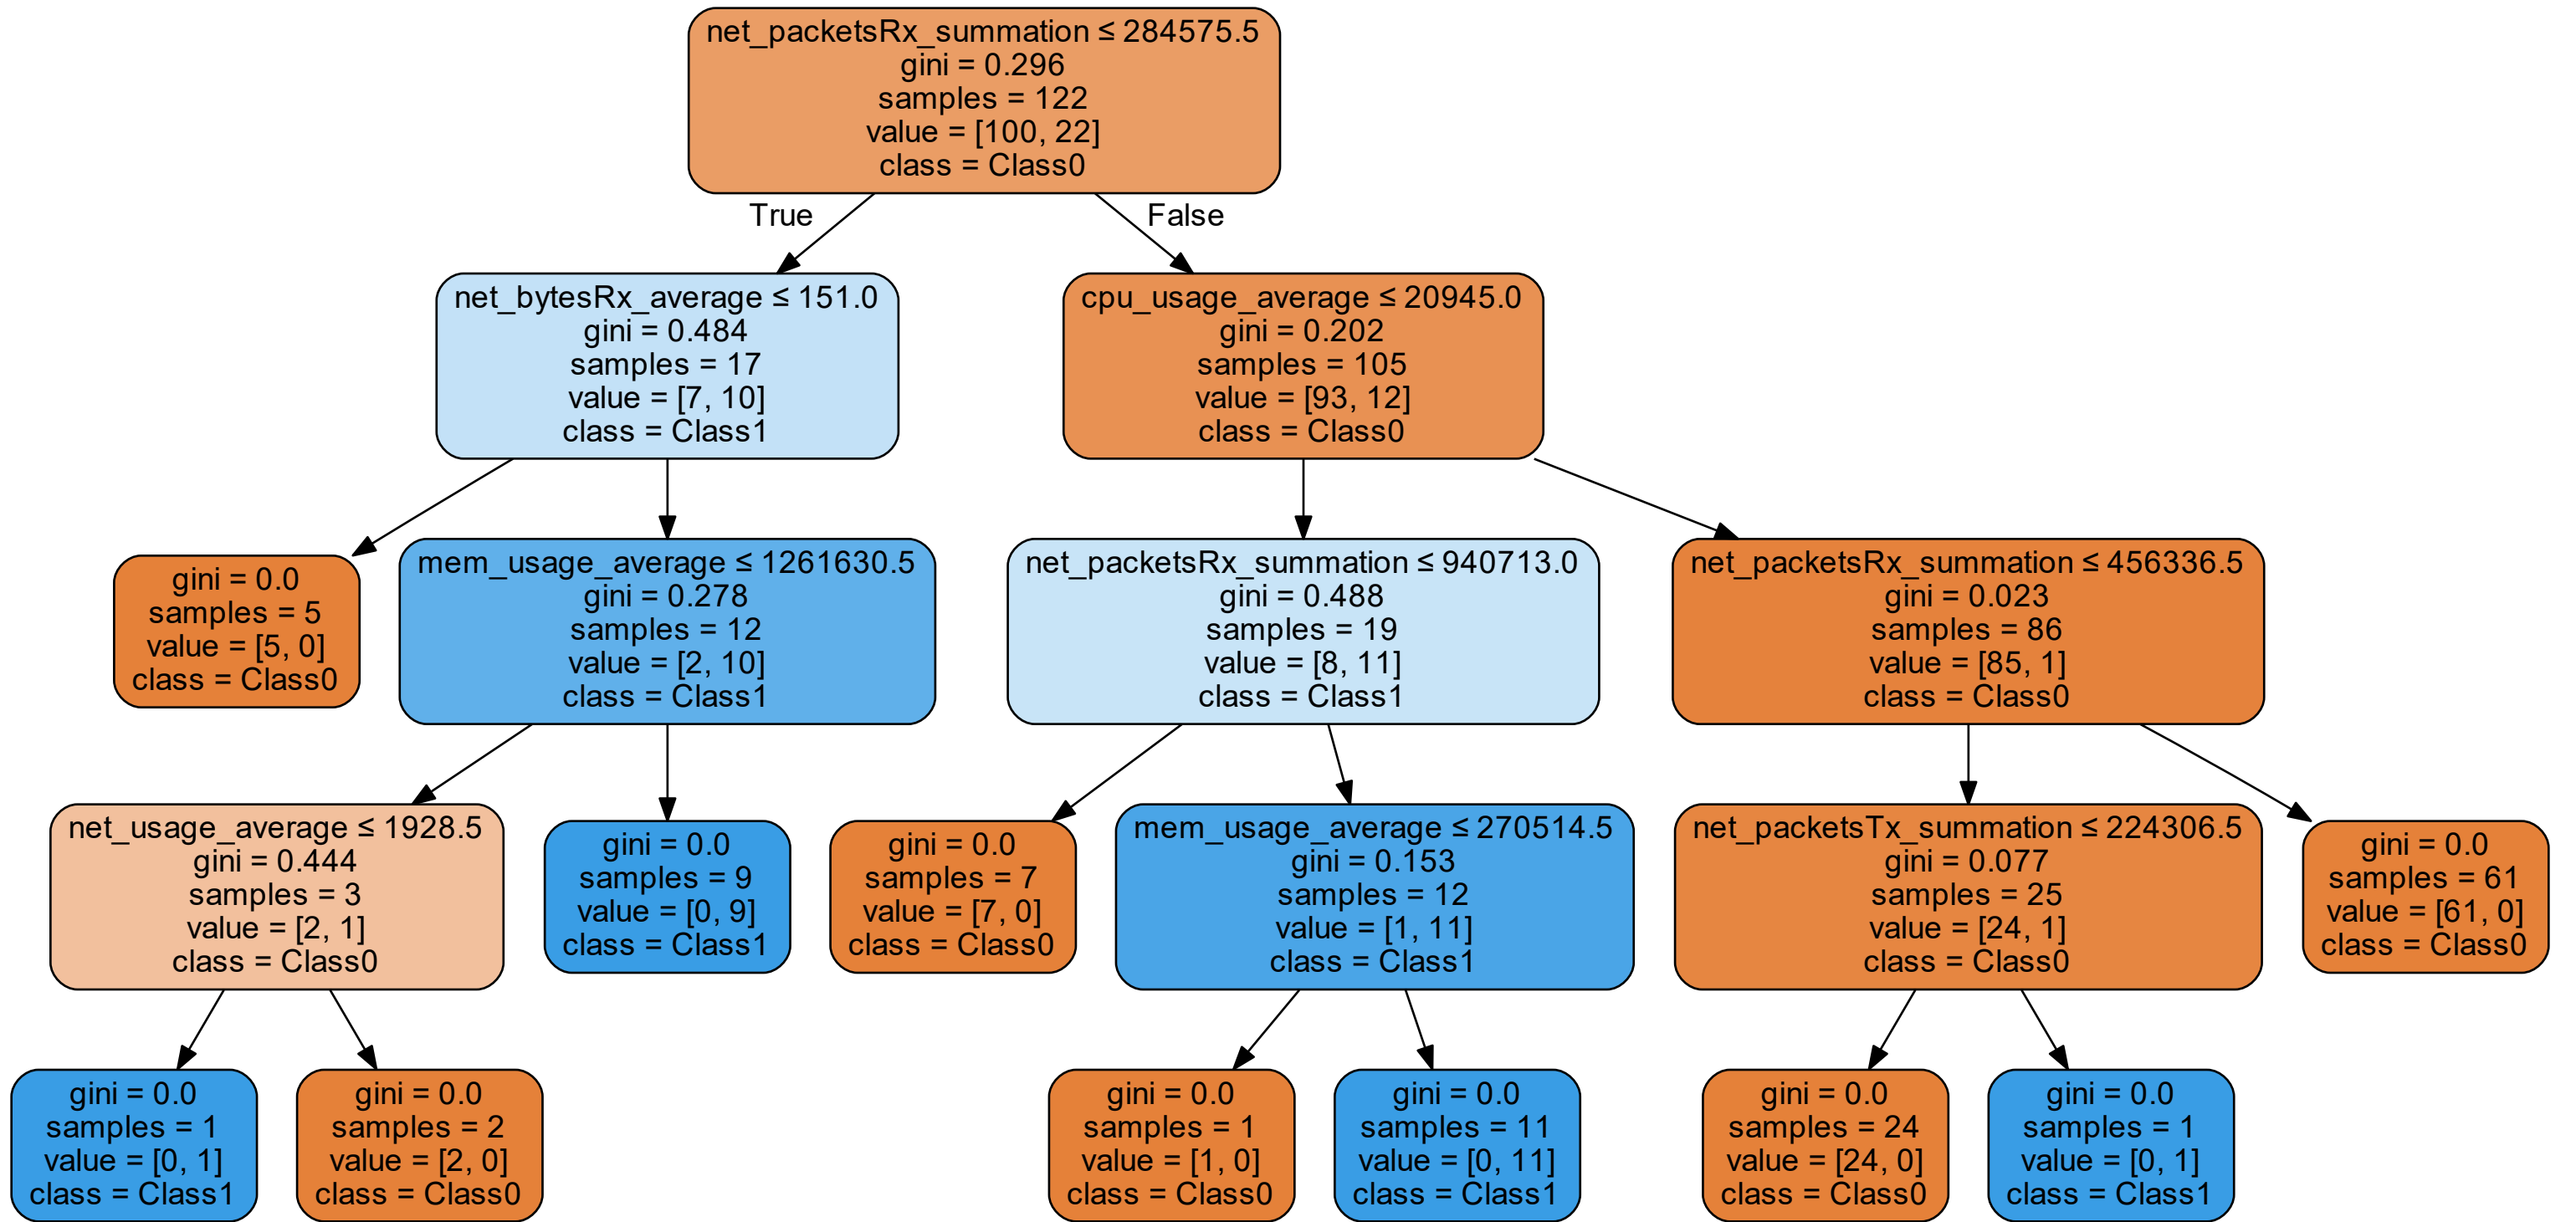 net_packetsRx_summation ≤ 284575.5
gini = 0.296
samples = 122
value = [100, 22]
class = Class0
True
False
net_bytesRx_average ≤ 151.0
gini = 0.484
samples = 17
value = [7, 10]
class = Class1
cpu_usage_average ≤ 20945.0
gini = 0.202
samples = 105
value = [93, 12]
class = Class0
gini = 0.0
samples = 5
value = [5, 0]
class = Class0
mem_usage_average ≤ 1261630.5
gini = 0.278
samples = 12
value = [2, 10]
class = Class1
net_packetsRx_summation ≤ 940713.0
gini = 0.488
samples = 19
value = [8, 11]
class = Class1
net_packetsRx_summation ≤ 456336.5
gini = 0.023
samples = 86
value = [85, 1]
class = Class0
net_usage_average ≤ 1928.5
gini = 0.444
samples = 3
value = [2, 1]
class = Class0
gini = 0.0
samples = 9
value = [0, 9]
class = Class1
gini = 0.0
samples = 7
value = [7, 0]
class = Class0
mem_usage_average ≤ 270514.5
gini = 0.153
samples = 12
value = [1, 11]
class = Class1
net_packetsTx_summation ≤ 224306.5
gini = 0.077
samples = 25
value = [24, 1]
class = Class0
gini = 0.0
samples = 61
value = [61, 0]
class = Class0
gini = 0.0
samples = 1
value = [0, 1]
class = Class1
gini = 0.0
samples = 2
value = [2, 0]
class = Class0
gini = 0.0
samples = 1
value = [1, 0]
class = Class0
gini = 0.0
samples = 11
value = [0, 11]
class = Class1
gini = 0.0
samples = 24
value = [24, 0]
class = Class0
gini = 0.0
samples = 1
value = [0, 1]
class = Class1